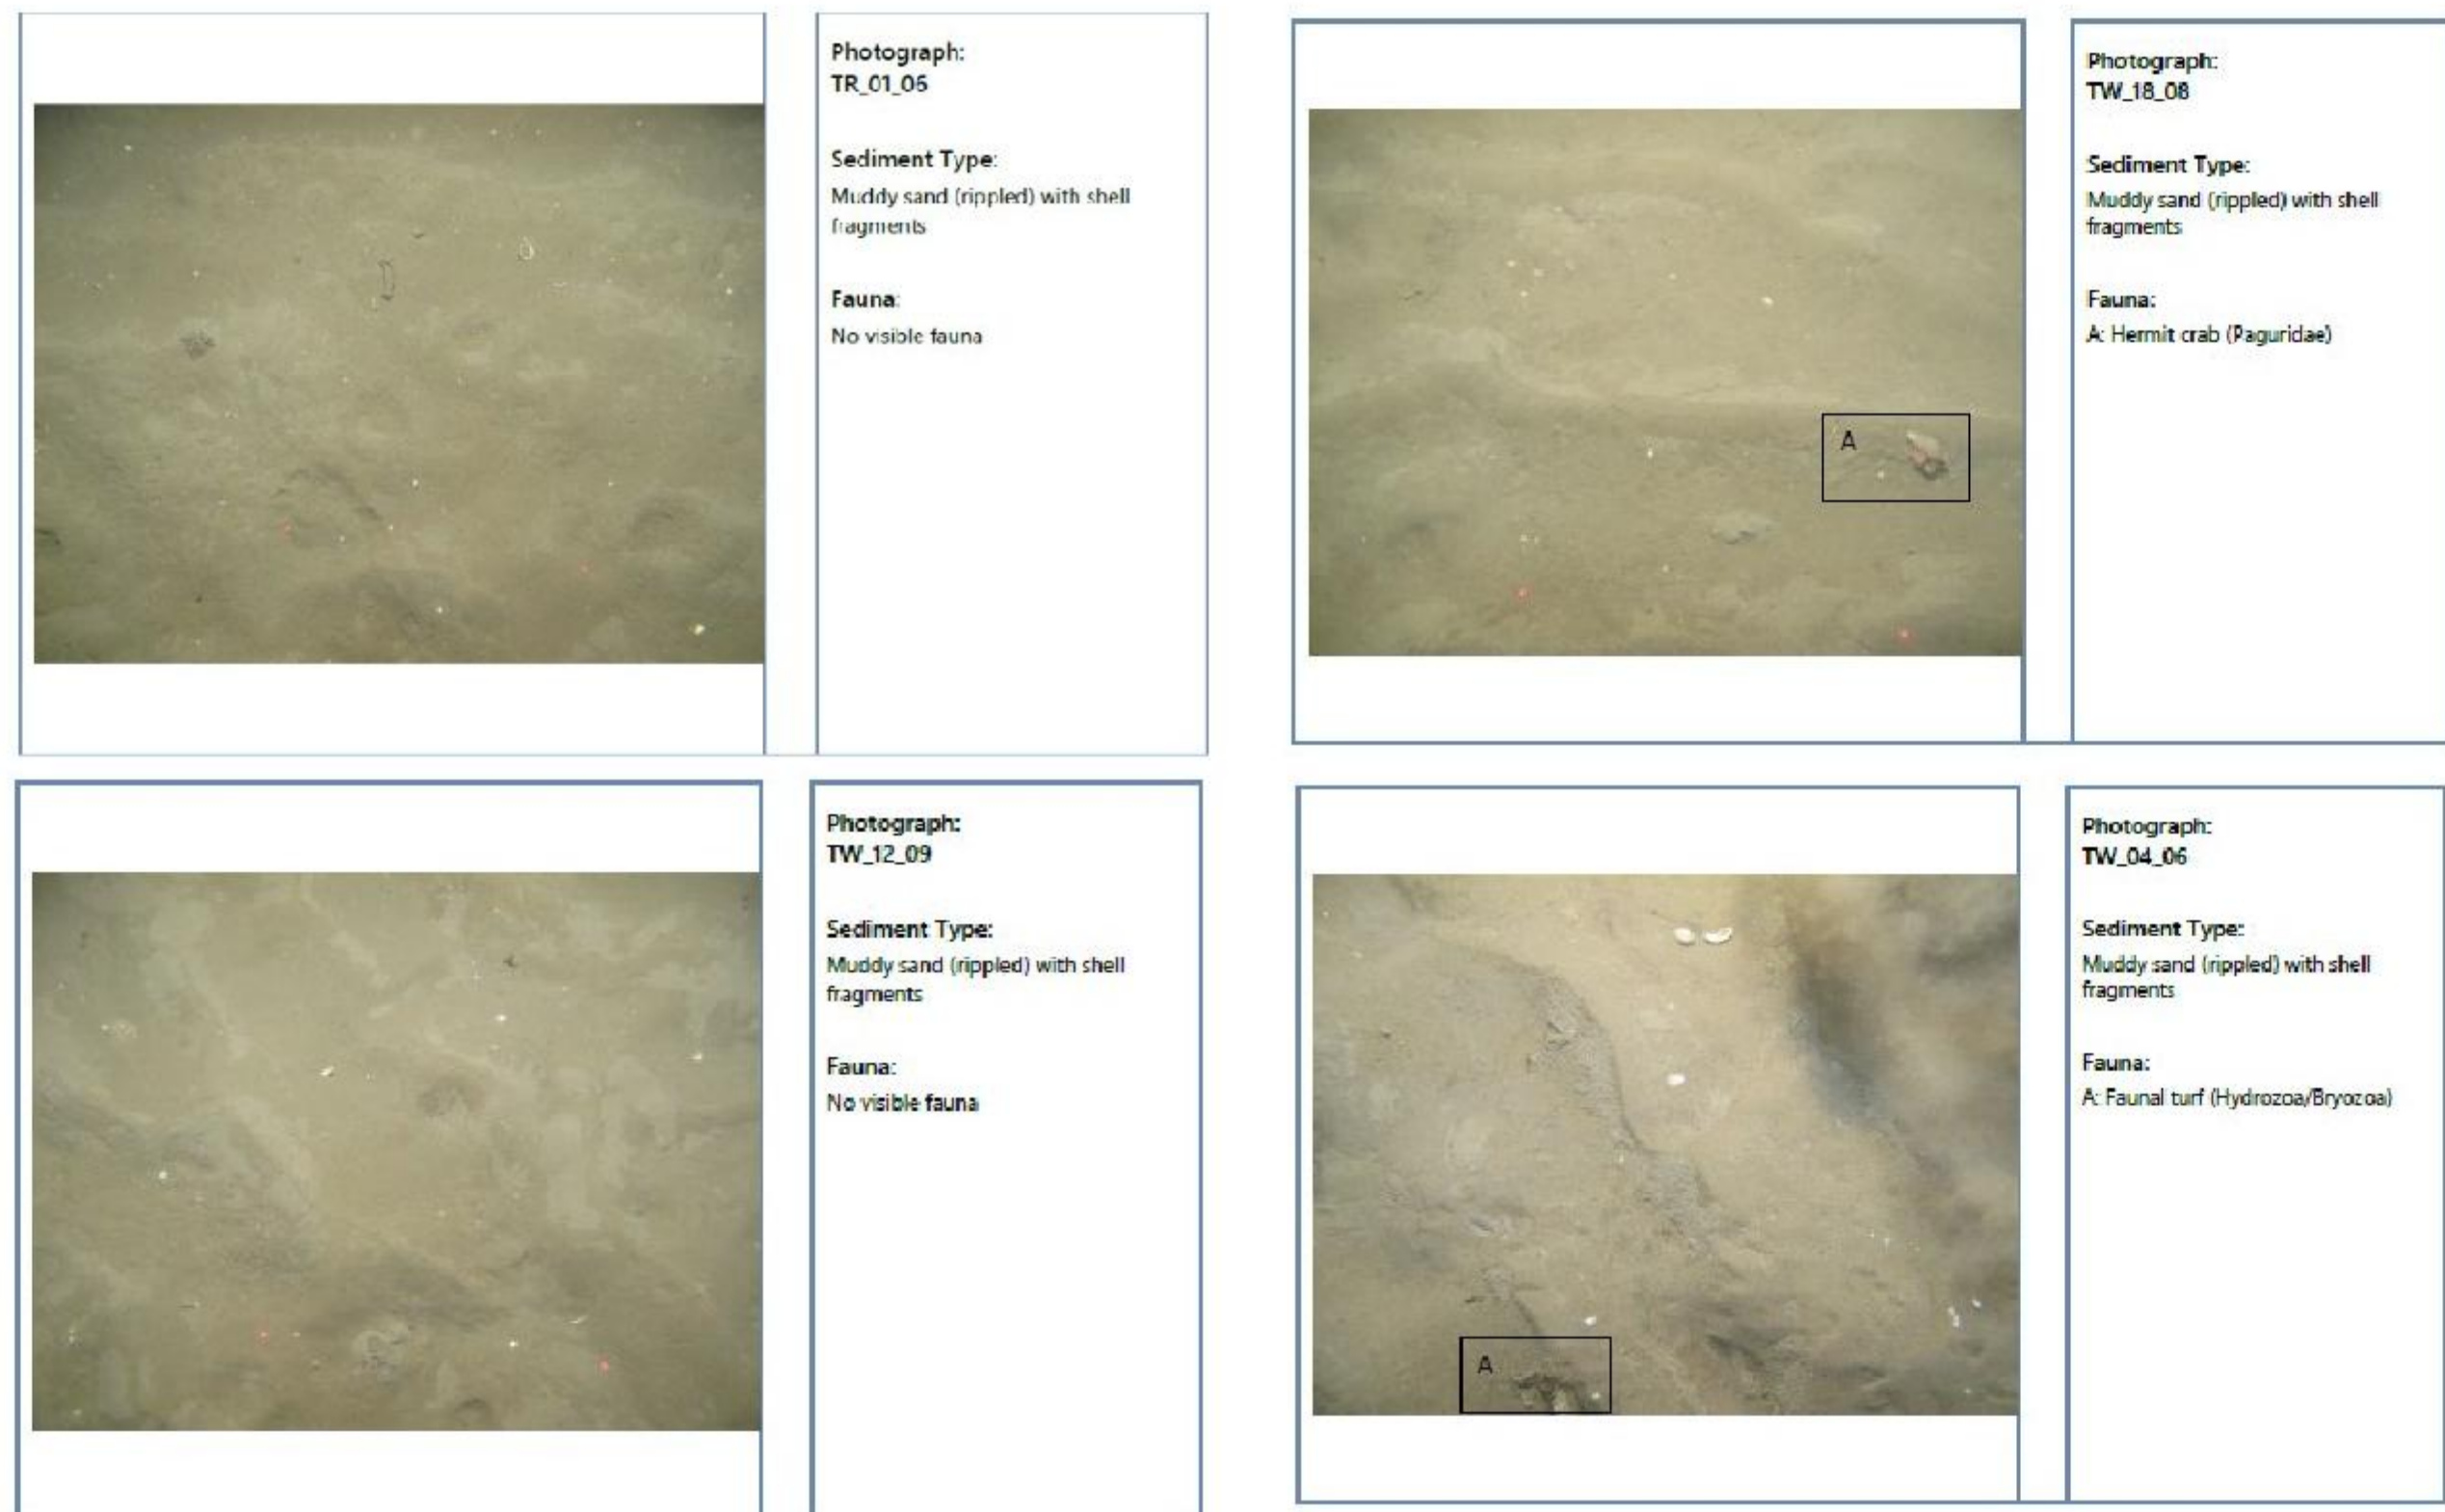 Photograph:
TR_01_06
Sediment Type:
Muddy sand (rippled) with shell
fragments
Fauna:
No visible fauna
Photograph:
TW_18_08
Sediment Type:
Muddy sand (rippled) with shell
fragments
Fauna:
A: Hermit crab (Paguridae)
A
Photograph:
TW_12_09
Sediment Type:
Muddy sand (rippled) with shell
fragments
Fauna:
No visible fauna
Photograph:
TW_04_06
Sediment Type:
Muddy sand (rippled) with shell
fragments
Fauna:
A: Faunal turf (Hydrozoa/Bryozoa)
A